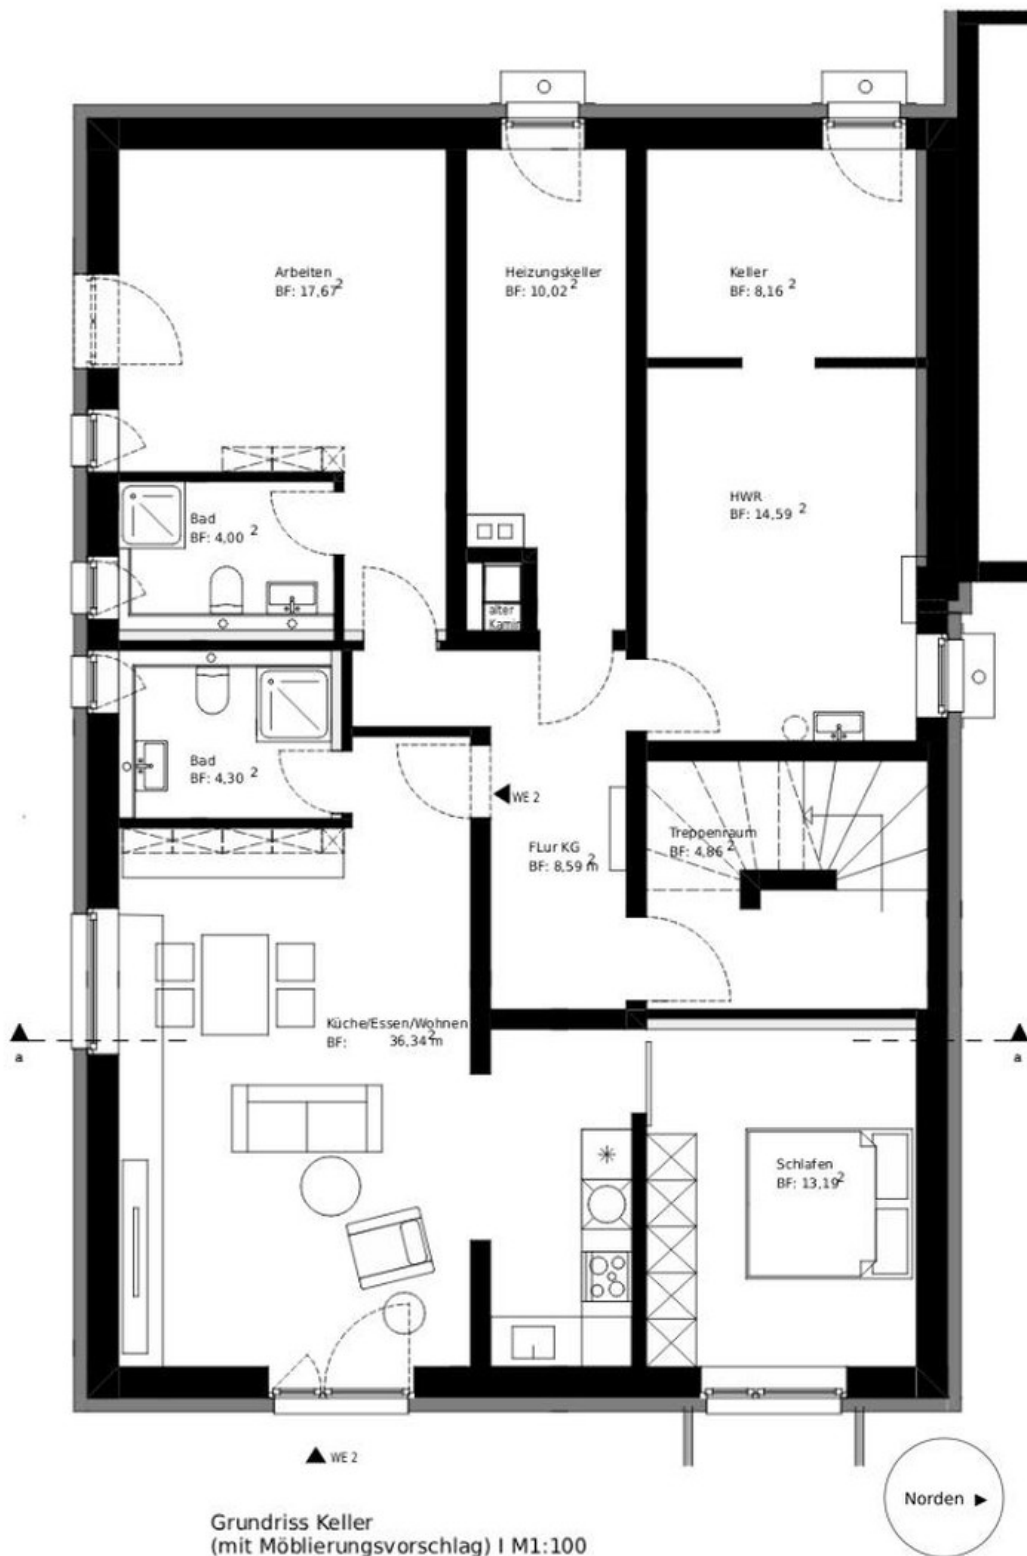 Arbeiten
BF: 17,67 2
Heizungskeller
BF: 10,02 2
Keller
BF: 8,16 2
Bad
BF: 4,00 2
HWR
BF: 14,59 2
alter
Kamin
Bad
BF: 4,30 2
WE 2
FLur KG
BF: 8,59 m 2
Treppenraum
BF: 4,86 2
Küche/Essen/Wohnen
BF: 36,34 m 2
a
a
Schlafen
BF: 13,19 2
WE 2
Norden
Grundriss Keller
(mit Möblierungsvorschlag) I M1:100